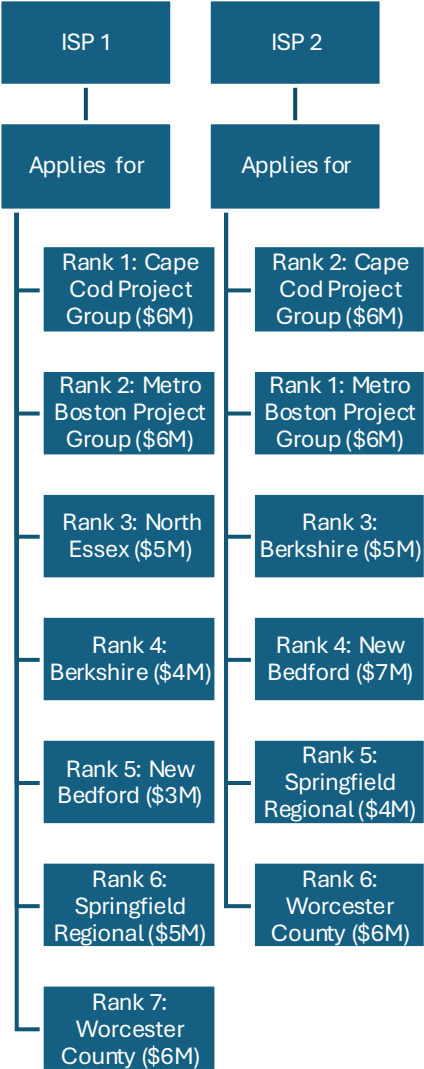 ISP 1
Applies for
Rank 1: Cape
Cod Project
Group ($6M)
Rank 2: Metro
Boston Project
Group ($6M)
Rank 3: North
Essex ($5M)
Rank 4:
Berkshire ($4M)
Rank 5: New
Bedford ($3M)
Rank 6:
Springfield
Regional ($5M)
Rank 7:
Worcester
County ($6M)
ISP 2
Applies for
Rank 2: Cape
Cod Project
Group ($6M)
Rank 1: Metro
Boston Project
Group ($6M)
Rank 3:
Berkshire ($5M)
Rank 4: New
Bedford ($7M)
Rank 5:
Springfield
Regional ($4M)
Rank 6:
Worcester
County ($6M)